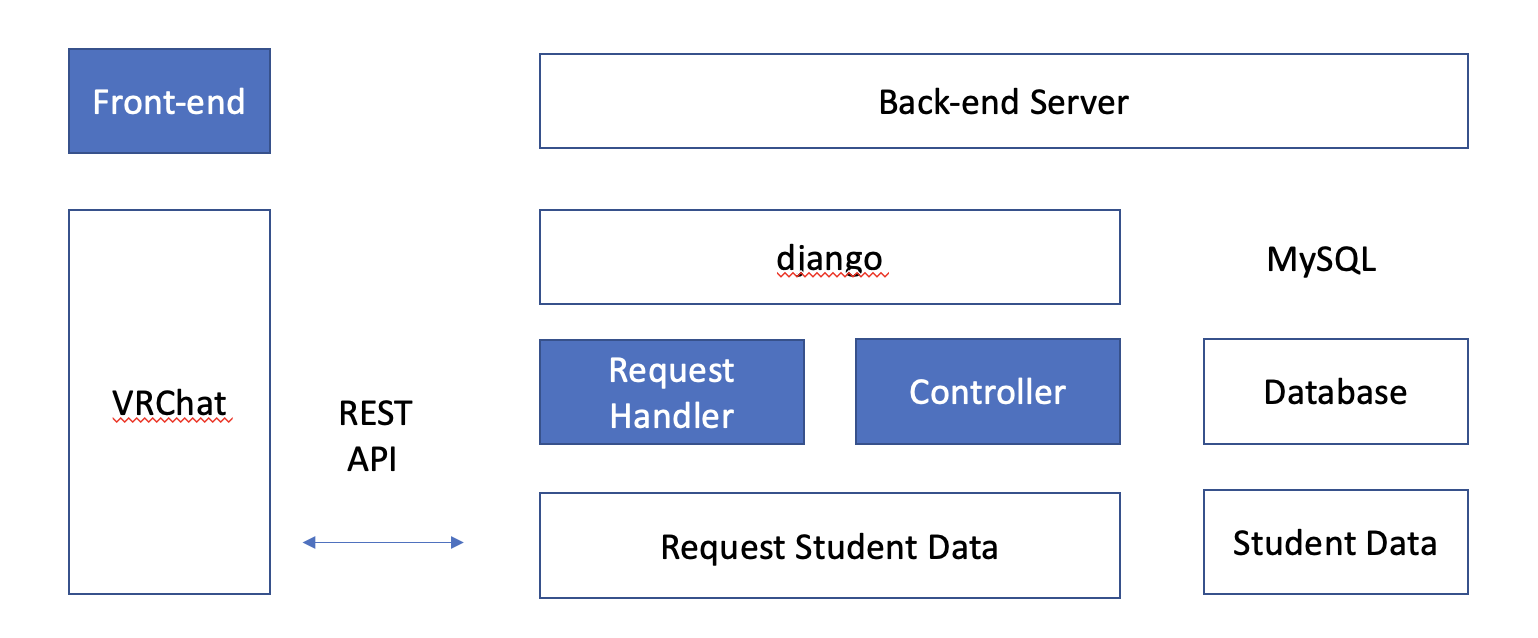 Front-end
Back-end Server
django
MySQL
Request
Handler
Controller
Database
VRChat
REST
API
Request Student Data
Student Data